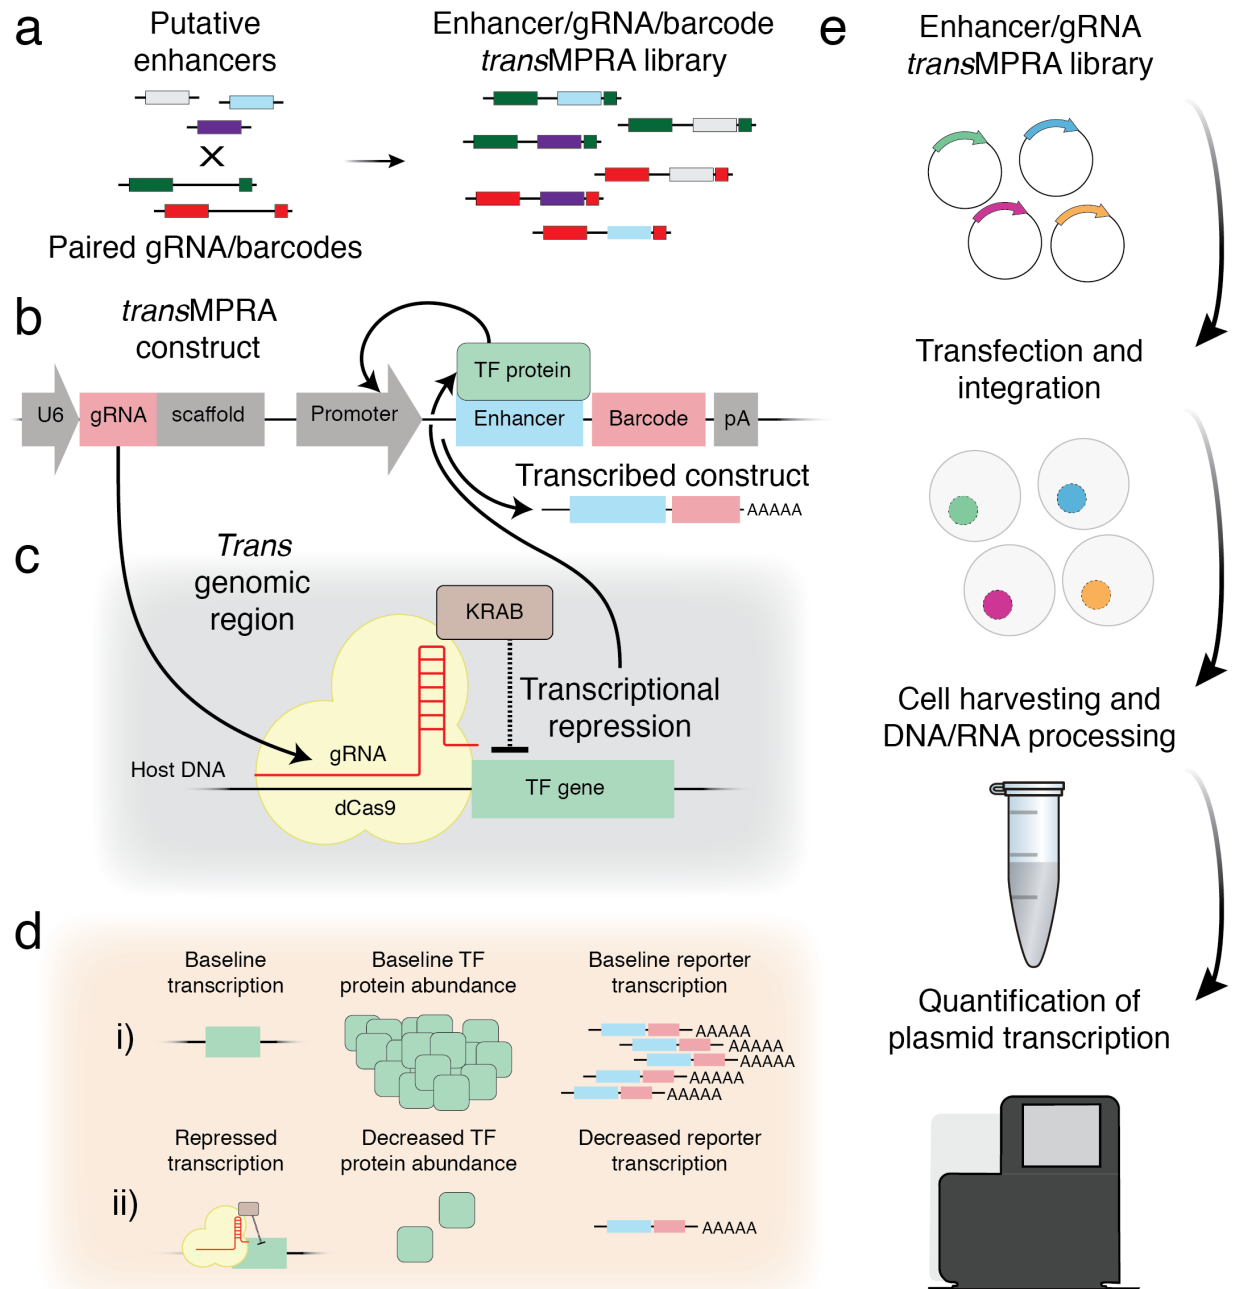 a
Putative
enhancers
Enhancer/gRNA/barcode
transMPRA library
X
Paired gRNA/barcodes
b
transMPRA
construct
U6
gRNA
scaffold
Promoter
TF protein
Enhancer
Barcode
pA
Transcribed construct
AAAAA
c
Trans
genomic
region
KRAB
Transcriptional
repression
gRNA
Host DNA
dCas9
TF gene
d
Baseline
transcription
Baseline TF
protein abundance
Baseline reporter
transcription
i)
AAAAA
AAAAA
AAAAA
AAAAA
AAAAA
Repressed
transcription
Decreased TF
protein abundance
Decreased reporter
transcription
ii)
AAAAA
e
Enhancer/gRNA
transMPRA library
Transfection and
integration
Cell harvesting and
DNA/RNA processing
Quantification of
plasmid transcription